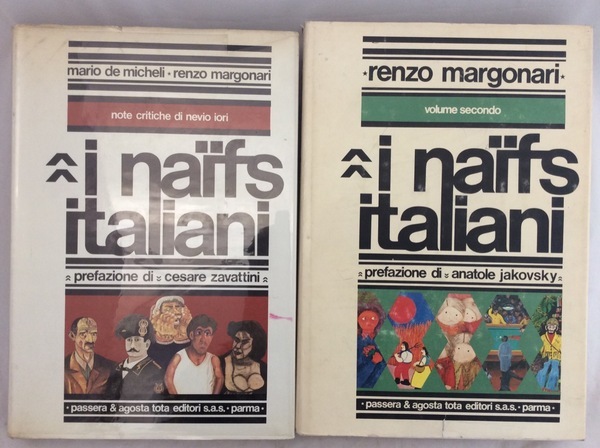 mario de micheli • renzo margonari
note critiche di nevio iori
i naïfs
italiani
prefazione di cesare zavattini
• passera & agosta tota editori s.a.s. • parma •
• renzo margonari •
volume secondo
i naïfs
italiani
prefazione di anatole jakovsky
• passera & agosta tota editori s.a.s. • parma •